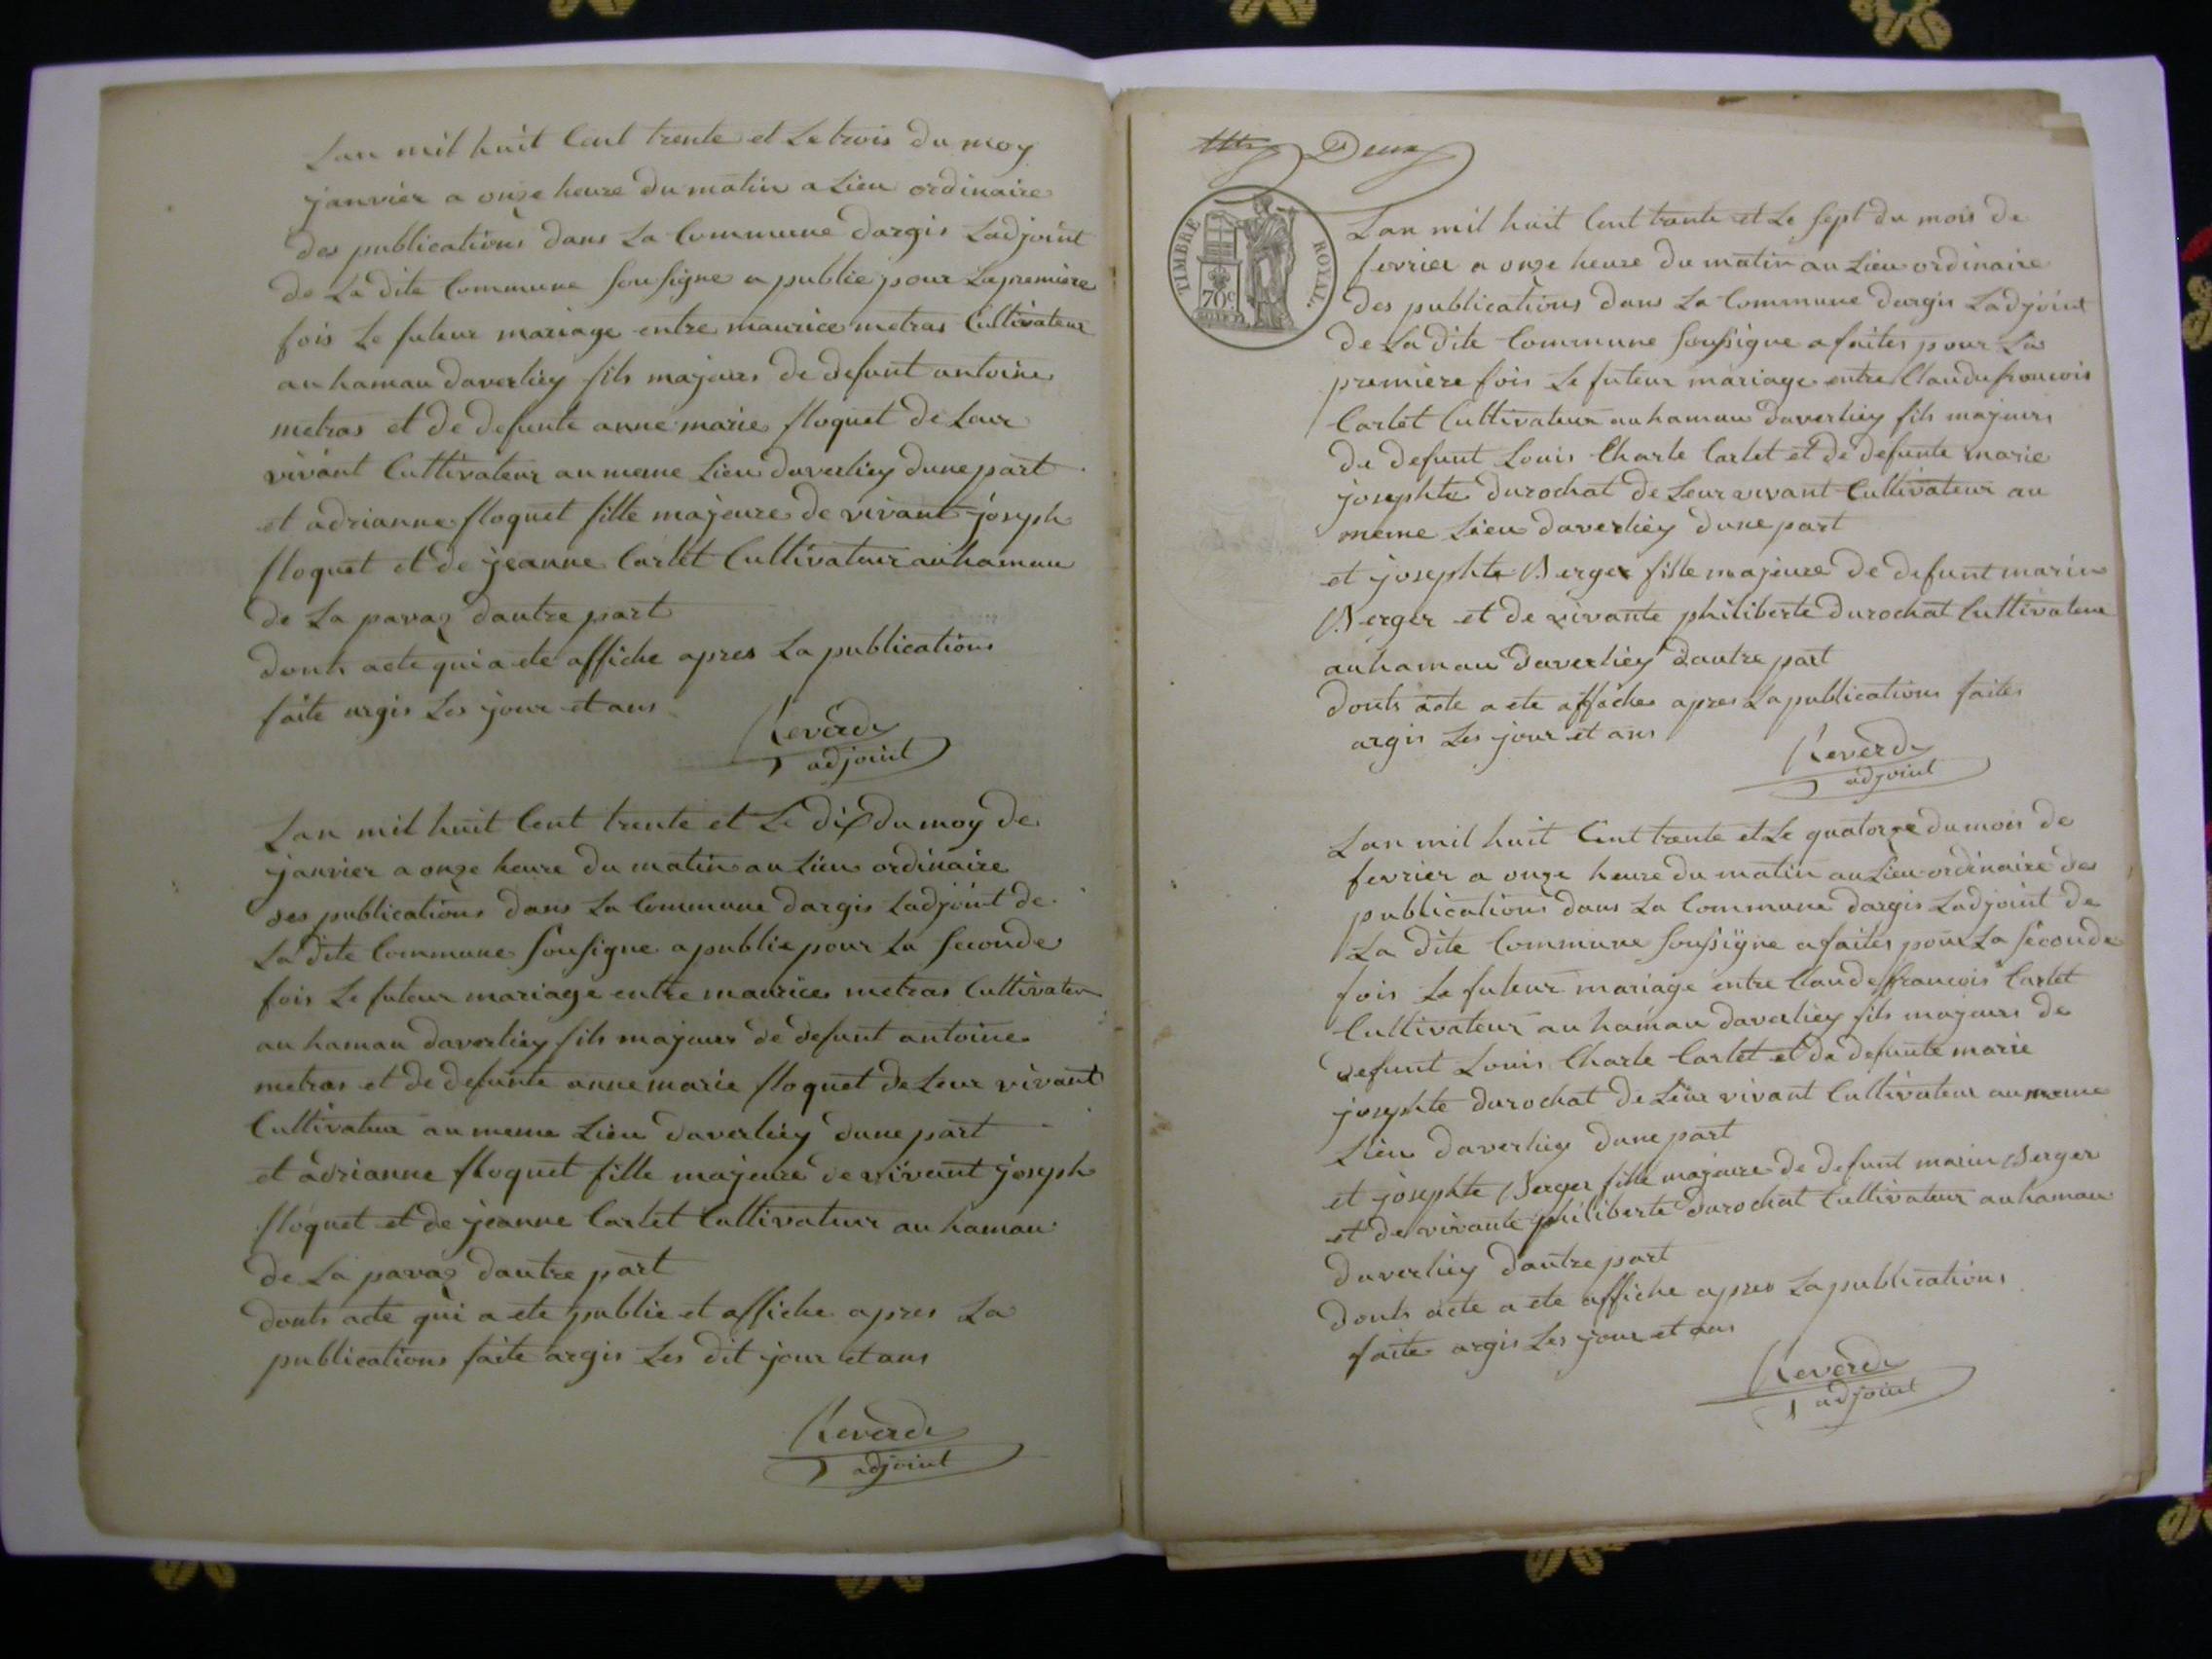 Lan mil huit Cent trente et Le trois du moy
janvier a onze heure du matin a Lieu ordinaire
des publications dans La Commune dargis Ladjoint
de La dite Commune Sousigne a publie pour La premiere
fois Le futeur mariage entre maurice metras Cultivateur
au hamau daverliey fils majeurs de defunt antoine
metras et de defunte anne marie floquet de Leur
vivant Cultivateur au meme Lieu daverliey dune part
et adrianne floquet fille majeure de vivant joseph
floquet et de jeanne Carlet Cultivateur au hamau
de La pavaz dautre part
donts acte qui a ete affiche apres La publications
faite argis Les jour et ans
Reverdi
adjoint
Lan mil huit Cent trente et Le dix du moy de
janvier a onze heure du matin au Lieu ordinaire
des publications dans La Commune dargis Ladjoint de
La dite Commune Sousigne a publie pour La Seconde
fois Le futeur mariage entre maurice metras Cultivateur
au hamau daverliey fils majeurs de defunt antoine
metras et de defunte anne marie floquet de Leur vivant
Cultivateur au meme Lieu daverliey dune part
et adrianne floquet fille majeure de vivant joseph
floquet et de jeanne Carlet Cultivateur au hamau
de La pavaz dautre part
donts acte qui a ete publie et affiche apres La
publications faite argis Les dit jour et ans
Reverdi
adjoint
Deux
TIMBRE ROYAL
70c
Lan mil huit Cent trante et Le Sept du mois de
fevrier a onze heure du matin au Lieu ordinaire
des publications dans La Commune dargis Ladjoint
de La dite Commune Sousigne a faites pour La
premiere fois Le futeur mariage entre Claude francois
Carlet Cultivateur au hamau daverliey fils majeurs
de defunt Louis Charle Carlet et de defunte marie
josephte durochat de Leur vivant Cultivateur au
meme Lieu daverliey dune part
et josephte Berger fille majeure de defunt marin
Berger et de vivante philiberte durochat Cultivateur
au hamau daverliey dautre part
donts acte a ete affiche apres La publications faites
argis Les jour et ans
Reverdi
adjoint
Lan mil huit Cent trente et Le quatorze du mois de
fevrier a onze heure du matin au Lieu ordinaire des
publications dans La Commune dargis Ladjoint de
La dite Commune Sousigne a faites pour La Seconde
fois Le futeur mariage entre Claude francois Carlet
Cultivateur au hamau daverliey fils majeurs de
defunt Louis Charle Carlet et de defunte marie
josephte durochat de Leur vivant Cultivateur au meme
Lieu daverliey dune part
et josephte Berger fille majeure de defunt marin Berger
et de vivante philiberte durochat Cultivateur au hamau
daverliey dautre part
donts acte a ete affiche apres La publications
faite argis Les jour et ans
Reverdi
adjoint